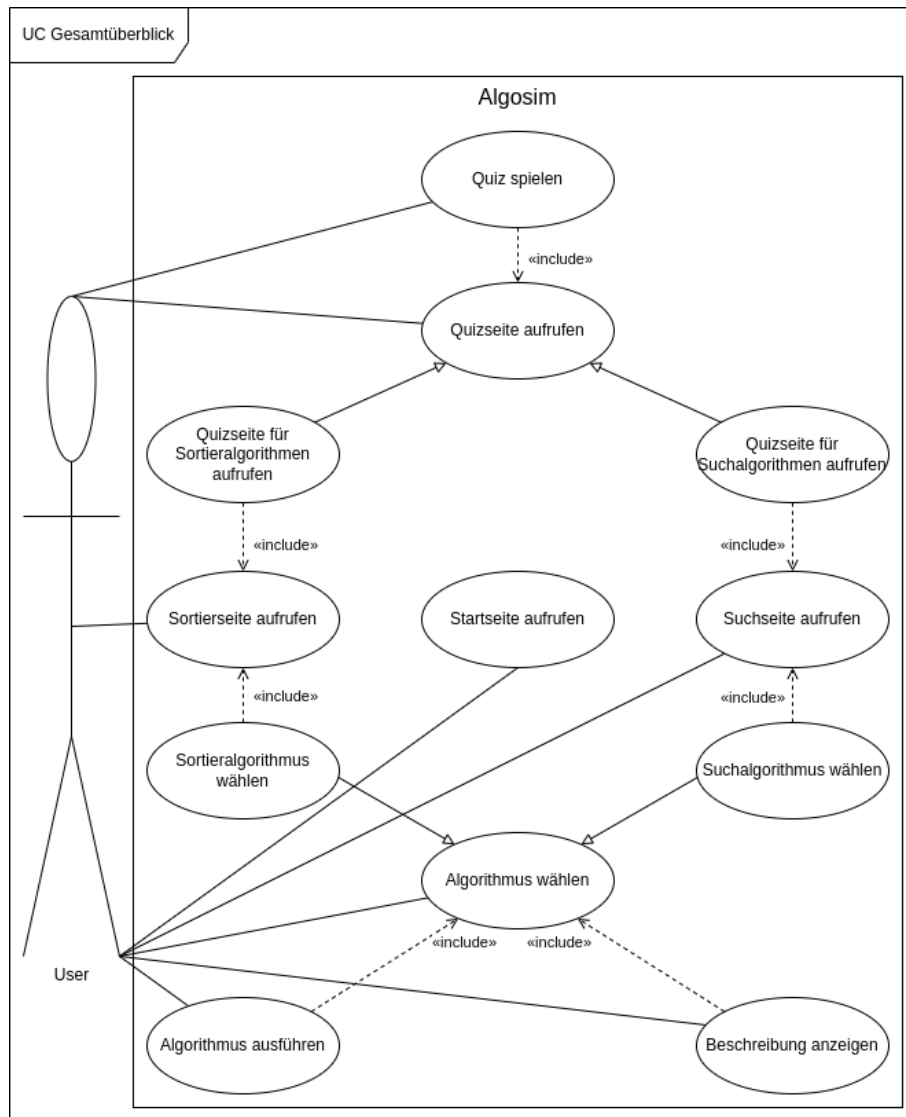 UC Gesamtüberblick
Algosim
Quiz spielen
«include»
Quizseite aufrufen
Quizseite für
Sortieralgorithmen
aufrufen
Quizseite für
Suchalgorithmen aufrufen
«include»
«include»
Sortierseite aufrufen
Startseite aufrufen
Suchseite aufrufen
«include»
«include»
Sortieralgorithmus
wählen
Suchalgorithmus wählen
Algorithmus wählen
«include»
«include»
User
Algorithmus ausführen
Beschreibung anzeigen